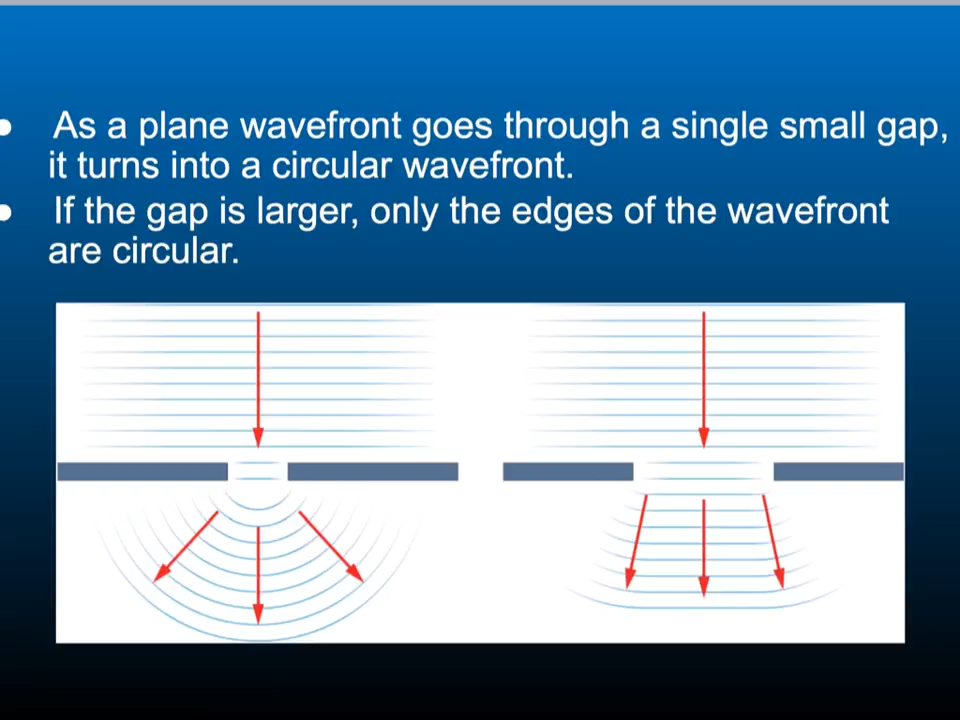 ● As a plane wavefront goes through a single small gap,
it turns into a circular wavefront.
● If the gap is larger, only the edges of the wavefront
are circular.